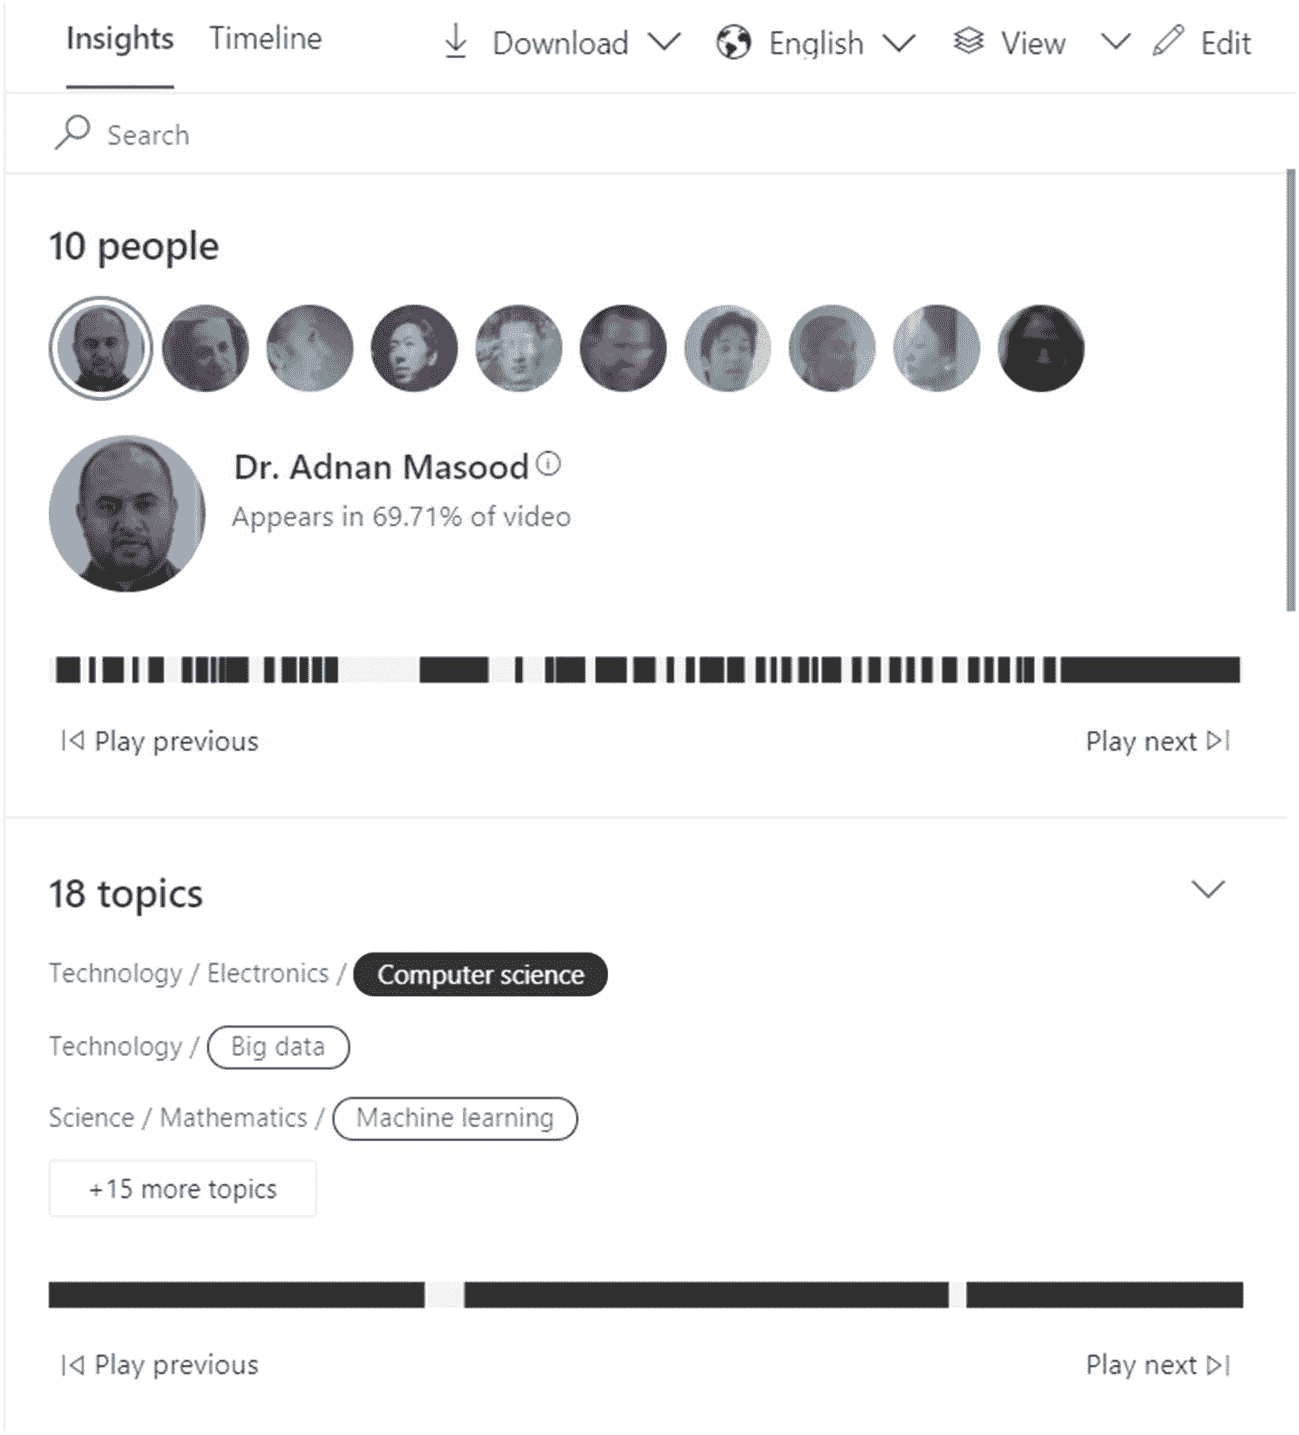 Insights Timeline Download English View Edit
Search
10 people
Dr. Adnan Masood
Appears in 69.71% of video
Play previous Play next
18 topics
Technology / Electronics / Computer science
Technology / Big data
Science / Mathematics / Machine learning
+15 more topics
Play previous Play next